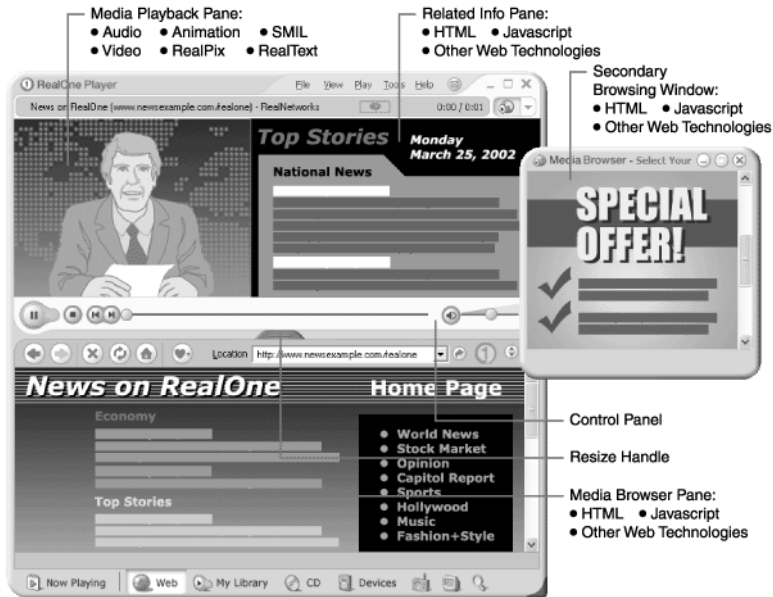 Media Playback Pane:
• Audio • Animation • SMIL
• Video • RealPix • RealText
Related Info Pane:
• HTML • Javascript
• Other Web Technologies
Secondary
Browsing Window:
• HTML • Javascript
• Other Web Technologies
RealOne Player
File View Play Tools Help
News on RealOne (www.newsexample.com/realone) - RealNetworks
0:00 / 0:01
Top Stories
Monday
March 25, 2002
National News
Media Browser - Select Your
SPECIAL
OFFER!
Location http://www.newsexample.com/realone
News on RealOne
Home Page
Economy
Top Stories
• World News
• Stock Market
• Opinion
• Capitol Report
• Sports
• Hollywood
• Music
• Fashion+Style
Control Panel
Resize Handle
Media Browser Pane:
• HTML • Javascript
• Other Web Technologies
Now Playing Web My Library CD Devices